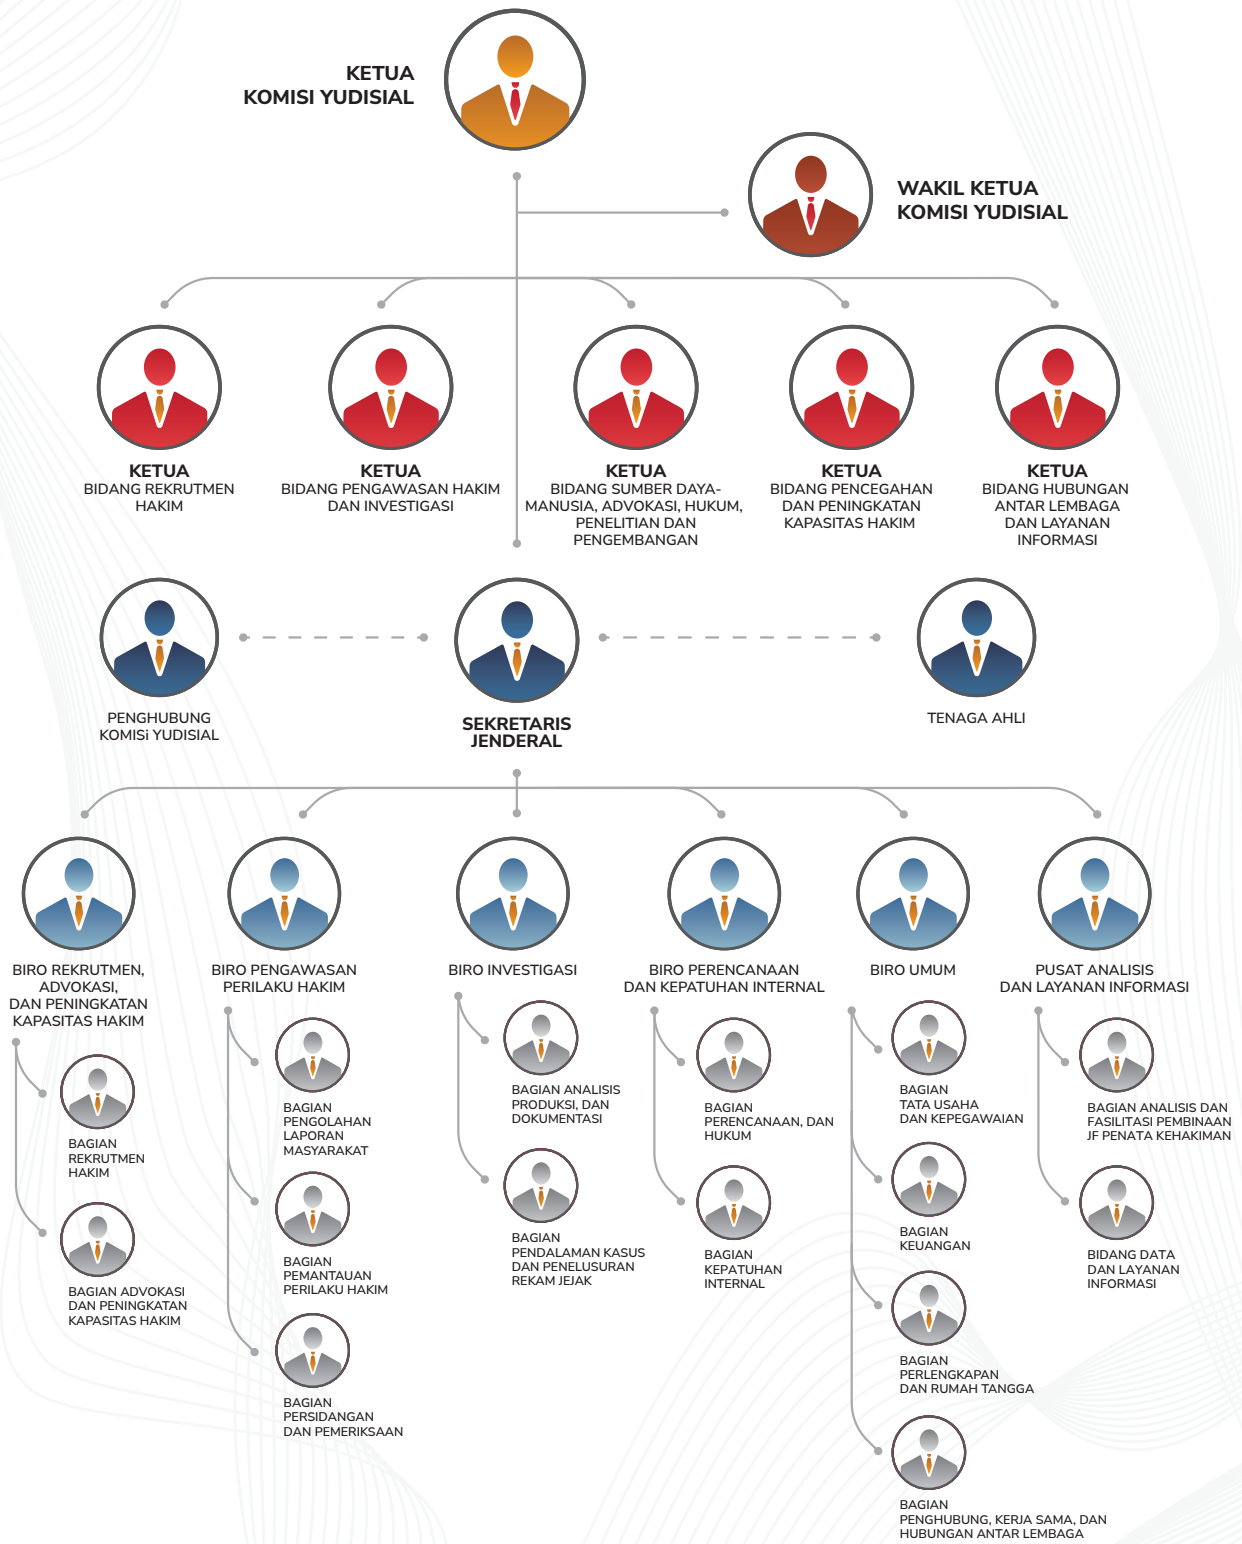 KETUA
KOMISI YUDISIAL
WAKIL KETUA
KOMISI YUDISIAL
KETUA
BIDANG REKRUTMEN
HAKIM
KETUA
BIDANG PENGAWASAN HAKIM
DAN INVESTIGASI
KETUA
BIDANG SUMBER DAYA-
MANUSIA, ADVOKASI, HUKUM,
PENELITIAN DAN
PENGEMBANGAN
KETUA
BIDANG PENCEGAHAN
DAN PENINGKATAN
KAPASITAS HAKIM
KETUA
BIDANG HUBUNGAN
ANTAR LEMBAGA
DAN LAYANAN
INFORMASI
PENGHUBUNG
KOMISi YUDISIAL
SEKRETARIS
JENDERAL
TENAGA AHLI
BIRO REKRUTMEN,
ADVOKASI,
DAN PENINGKATAN
KAPASITAS HAKIM
BAGIAN
REKRUTMEN
HAKIM
BAGIAN ADVOKASI
DAN PENINGKATAN
KAPASITAS HAKIM
BIRO PENGAWASAN
PERILAKU HAKIM
BAGIAN
PENGOLAHAN
LAPORAN
MASYARAKAT
BAGIAN
PEMANTAUAN
PERILAKU HAKIM
BAGIAN
PERSIDANGAN
DAN PEMERIKSAAN
BIRO INVESTIGASI
BAGIAN ANALISIS
PRODUKSI, DAN
DOKUMENTASI
BAGIAN
PENDALAMAN KASUS
DAN PENELUSURAN
REKAM JEJAK
BIRO PERENCANAAN
DAN KEPATUHAN INTERNAL
BAGIAN
PERENCANAAN, DAN
HUKUM
BAGIAN
KEPATUHAN
INTERNAL
BIRO UMUM
BAGIAN
TATA USAHA
DAN KEPEGAWAIAN
BAGIAN
KEUANGAN
BAGIAN
PERLENGKAPAN
DAN RUMAH TANGGA
BAGIAN
PENGHUBUNG, KERJA SAMA, DAN
HUBUNGAN ANTAR LEMBAGA
PUSAT ANALISIS
DAN LAYANAN INFORMASI
BAGIAN ANALISIS DAN
FASILITASI PEMBINAAN
JF PENATA KEHAKIMAN
BIDANG DATA
DAN LAYANAN
INFORMASI